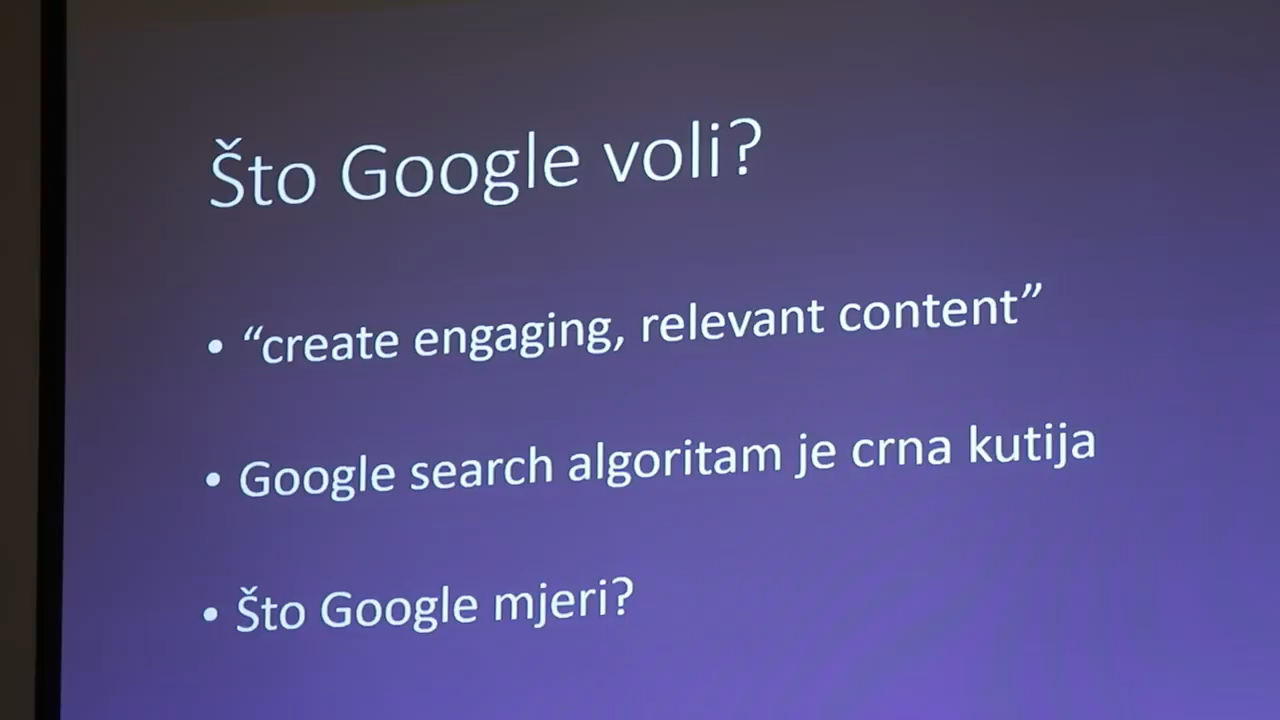 Što Google voli?
• “create engaging, relevant content”
• Google search algoritam je crna kutija
• Što Google mjeri?